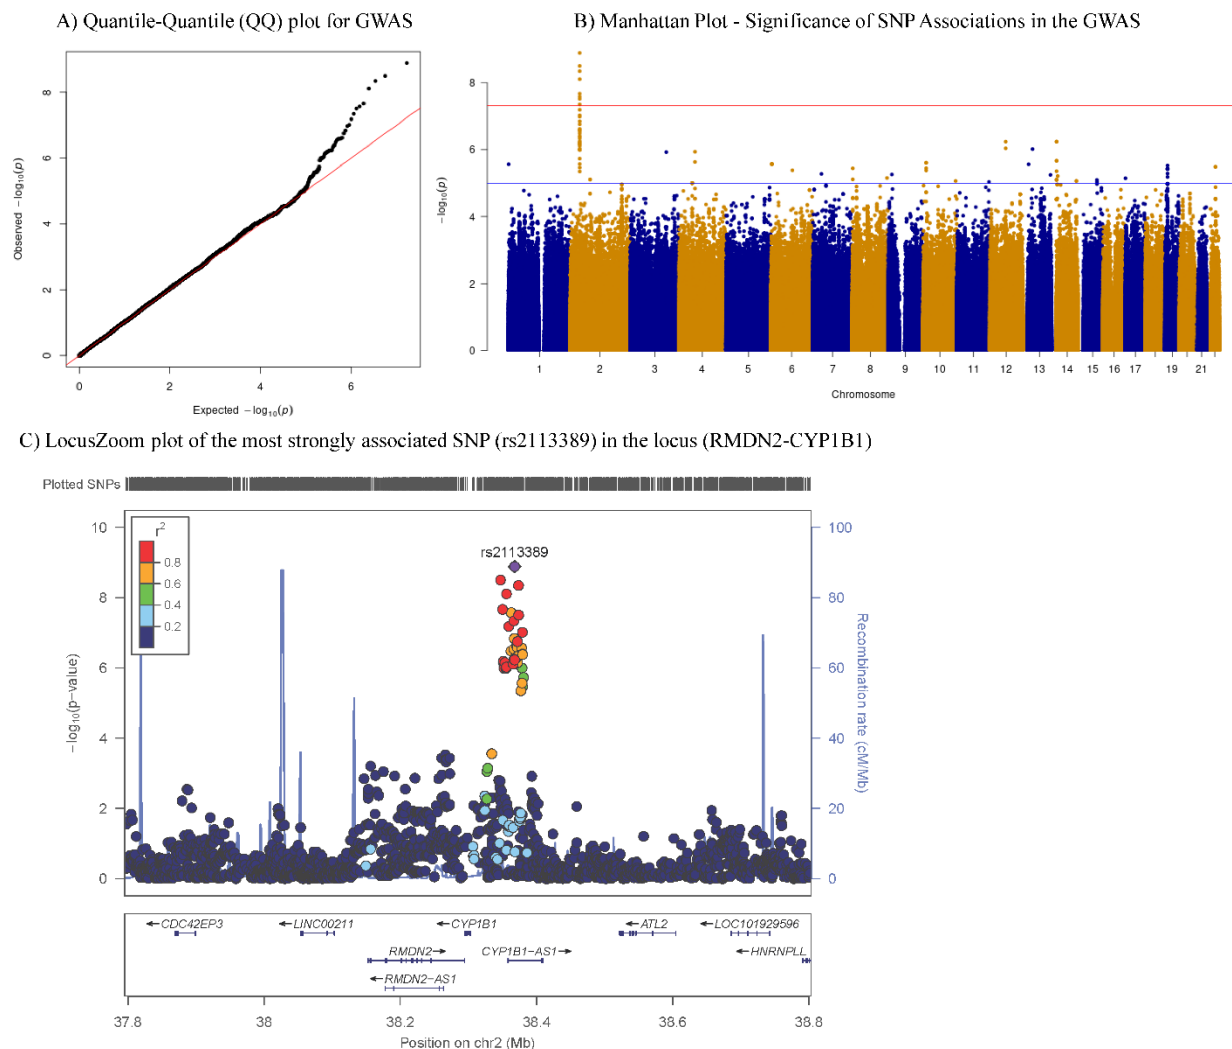 A) Quantile-Quantile (QQ) plot for GWAS
B) Manhattan Plot - Significance of SNP Associations in the GWAS
Observed −log10(p)
8
6
4
2
0
0 2 4 6
Expected −log10(p)
−log10(p)
8
6
4
2
0
1 2 3 4 5 6 7 8 9 10 11 12 13 14 15 16 17 19 21
Chromosome
C) LocusZoom plot of the most strongly associated SNP (rs2113389) in the locus (RMDN2-CYP1B1)
Plotted SNPs
r2
0.8
0.6
0.4
0.2
rs2113389
−log10(p−value)
10
8
6
4
2
0
100
80
60
40
20
0
Recombination rate (cM/Mb)
←CDC42EP3
←LINC00211
←CYP1B1
←ATL2
←LOC101929596
RMDN2→
CYP1B1−AS1→
←HNRNPLL
←RMDN2−AS1
37.8 38 38.2 38.4 38.6 38.8
Position on chr2 (Mb)